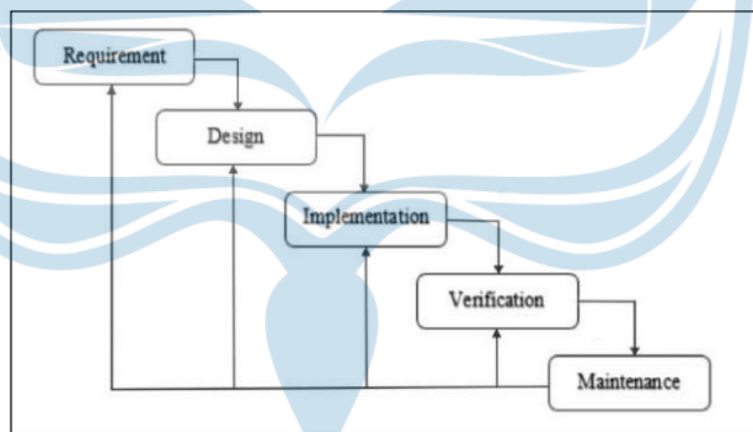 Requirement
Design
Implementation
Verification
Maintenance